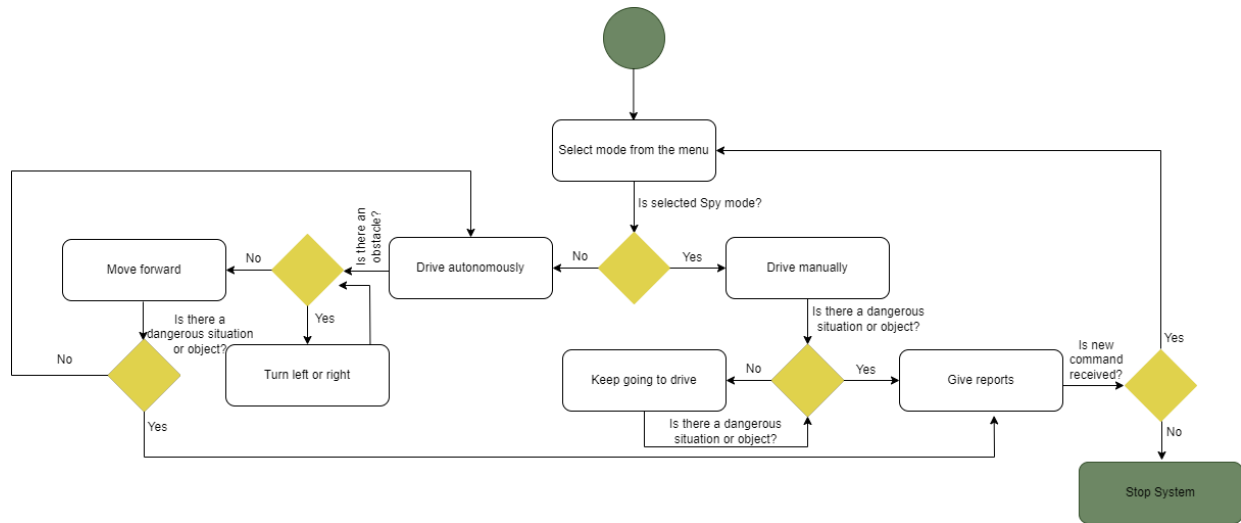 Select mode from the menu
Is selected Spy mode?
Is there an
obstacle?
Move forward
No
Drive autonomously
No
Yes
Drive manually
Is there a
dangerous situation
or object?
Yes
Is there a dangerous
situation or object?
Is new
command
received?
Yes
No
Turn left or right
Keep going to drive
No
Yes
Give reports
Yes
Is there a dangerous
situation or object?
No
Stop System